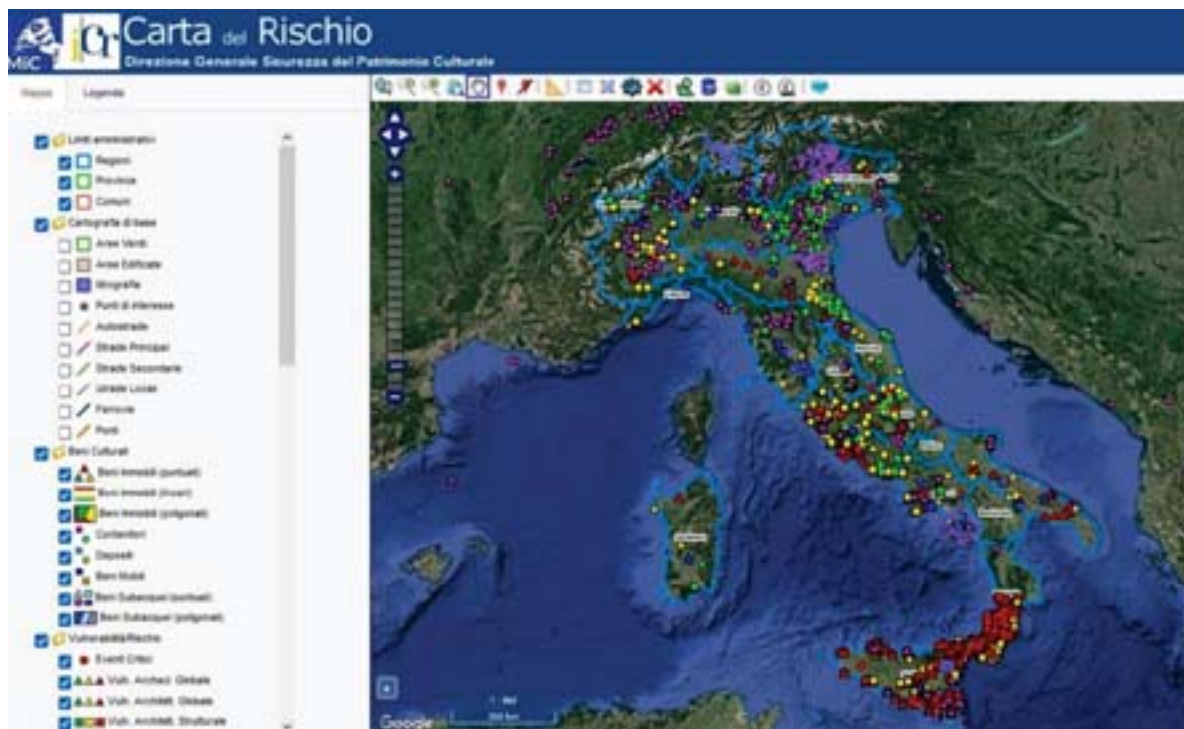 Carta del Rischio
MiC
iCr
Direzione Generale Sicurezza del Patrimonio Culturale
Mappa Legenda
Limiti amministrativi
Regioni
Province
Comuni
Cartografia di base
Aree Verdi
Aree Edificate
Idrografia
Punti di interesse
Autostrade
Strade Principali
Strade Secondarie
Strade Locali
Ferrovie
Ponti
Beni Culturali
Beni Immobili (puntuali)
Beni Immobili (lineari)
Beni Immobili (poligonali)
Contenitori
Depositi
Beni Mobili
Beni Subacquei (puntuali)
Beni Subacquei (poligonali)
Vulnerabilità/Rischio
Eventi Critici
Vuln. Archeol. Globale
Vuln. Architett. Globale
Vuln. Architett. Strutturale
Google